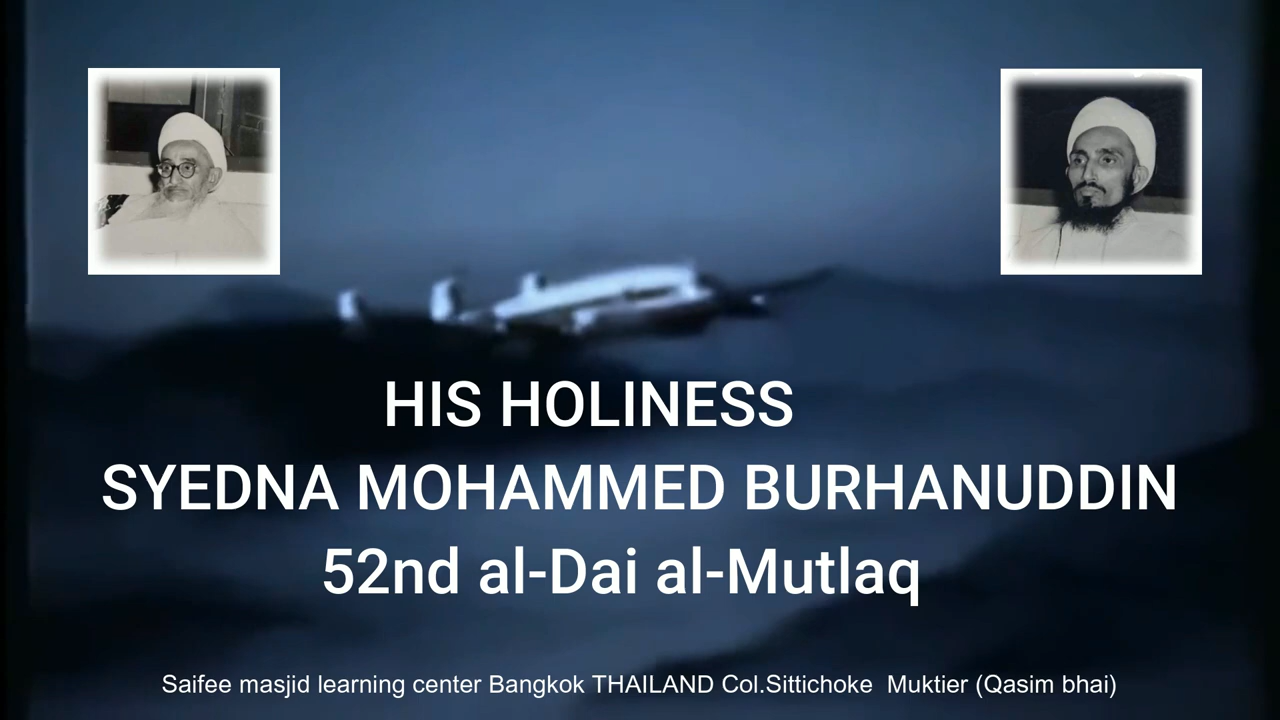 HIS HOLINESS
SYEDNA MOHAMMED BURHANUDDIN
52nd al-Dai al-Mutlaq
Saifee masjid learning center Bangkok THAILAND Col.Sittichoke  Muktier (Qasim bhai)